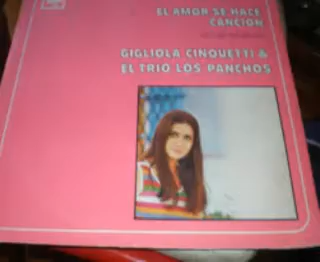 EL AMOR SE HACE
CANCION
GIGLIOLA CINQUETTI &
EL TRIO LOS PANCHOS